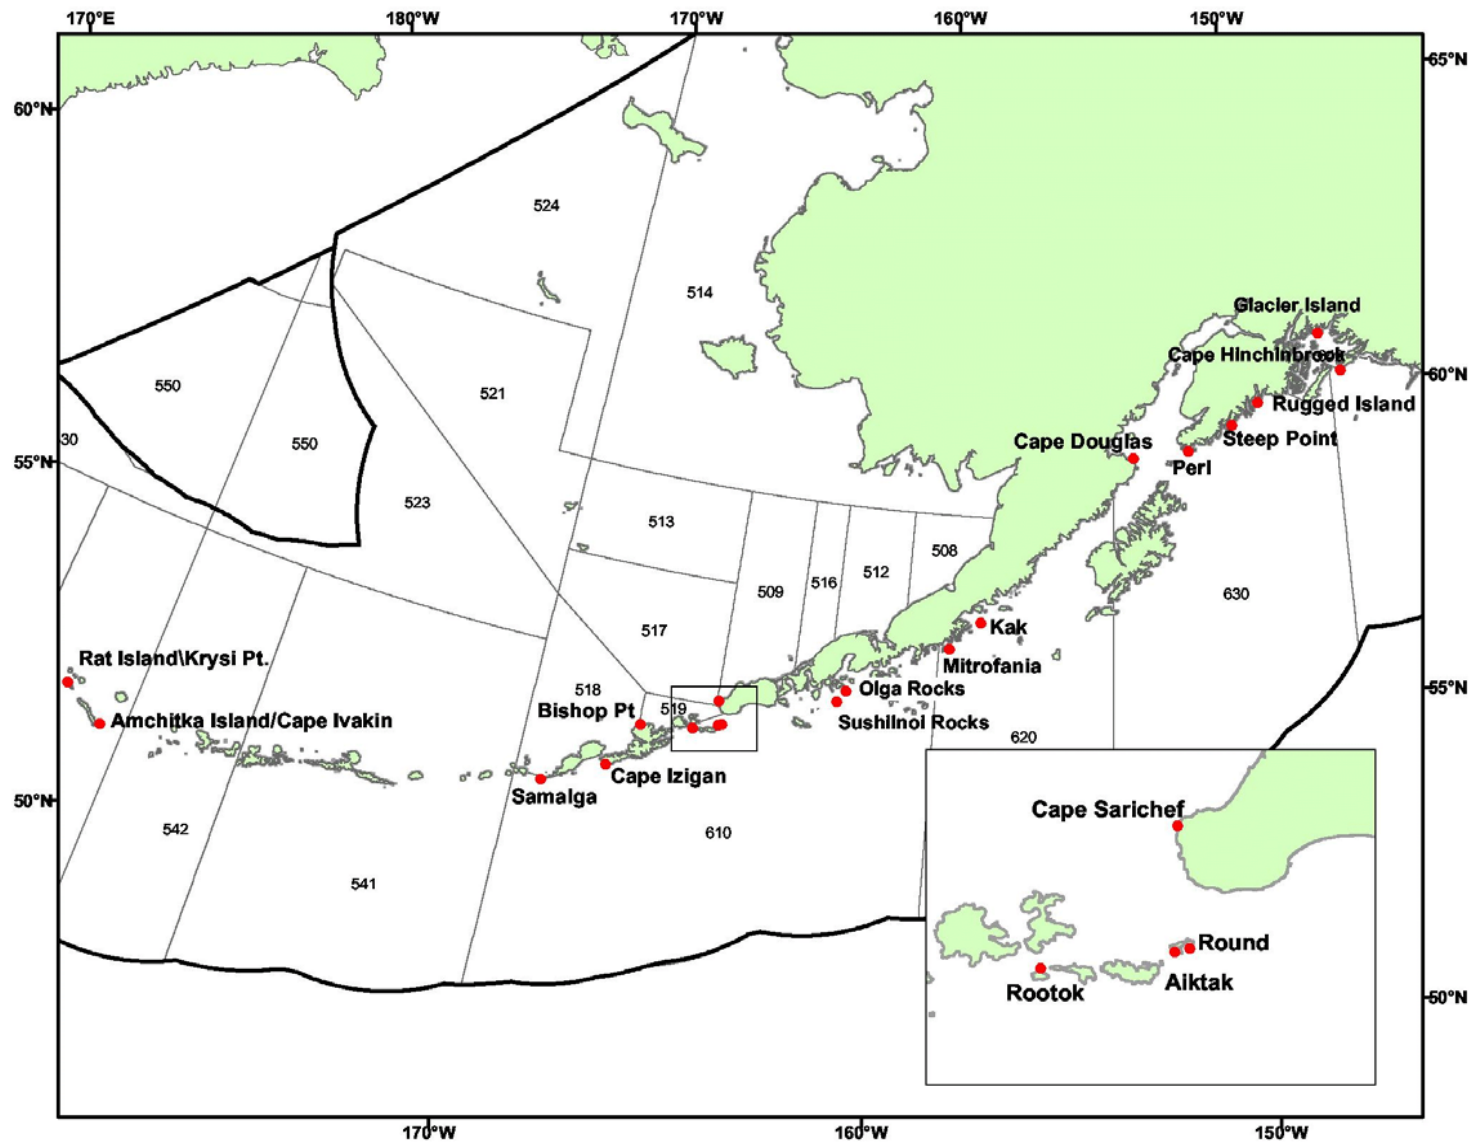 170°E
180°W
170°W
160°W
150°W
65°N
60°N
524
514
Glacier Island
Cape Hinchinbrook
60°N
550
521
Rugged Island
30
550
Cape Douglas
Steep Point
Perl
55°N
523
513
508
509
516
512
630
517
Kak
Mitrofania
Rat Island\Krysi Pt.
518
Olga Rocks
55°N
Bishop Pt
519
Amchitka Island/Cape Ivakin
Sushilnoi Rocks
620
Cape Izigan
Samalga
50°N
542
610
541
Cape Sarichef
Round
Aiktak
Rootok
50°N
170°W
160°W
150°W